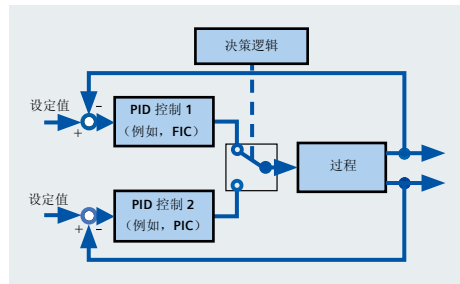 决策逻辑
设定值
PID 控制 1
（例如，FIC）
+
−
过程
设定值
PID 控制 2
（例如，PIC）
+
−